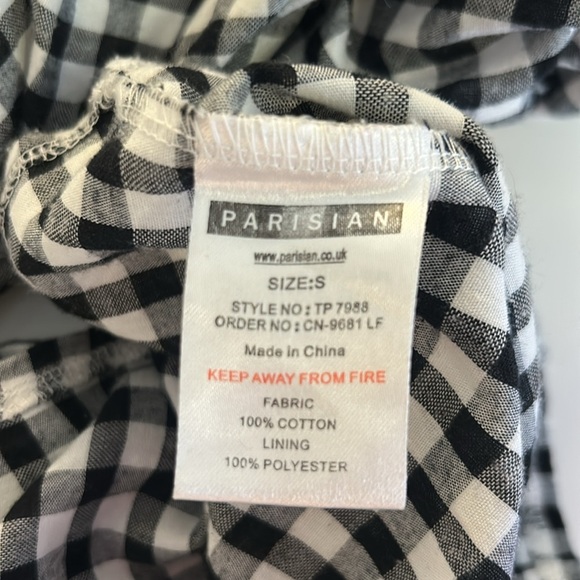 PARISIAN
www.parisian.co.uk
SIZE:S
STYLE NO: TP 7988
ORDER NO: CN-9681 LF
Made in China
KEEP AWAY FROM FIRE
FABRIC
100% COTTON
LINING
100% POLYESTER